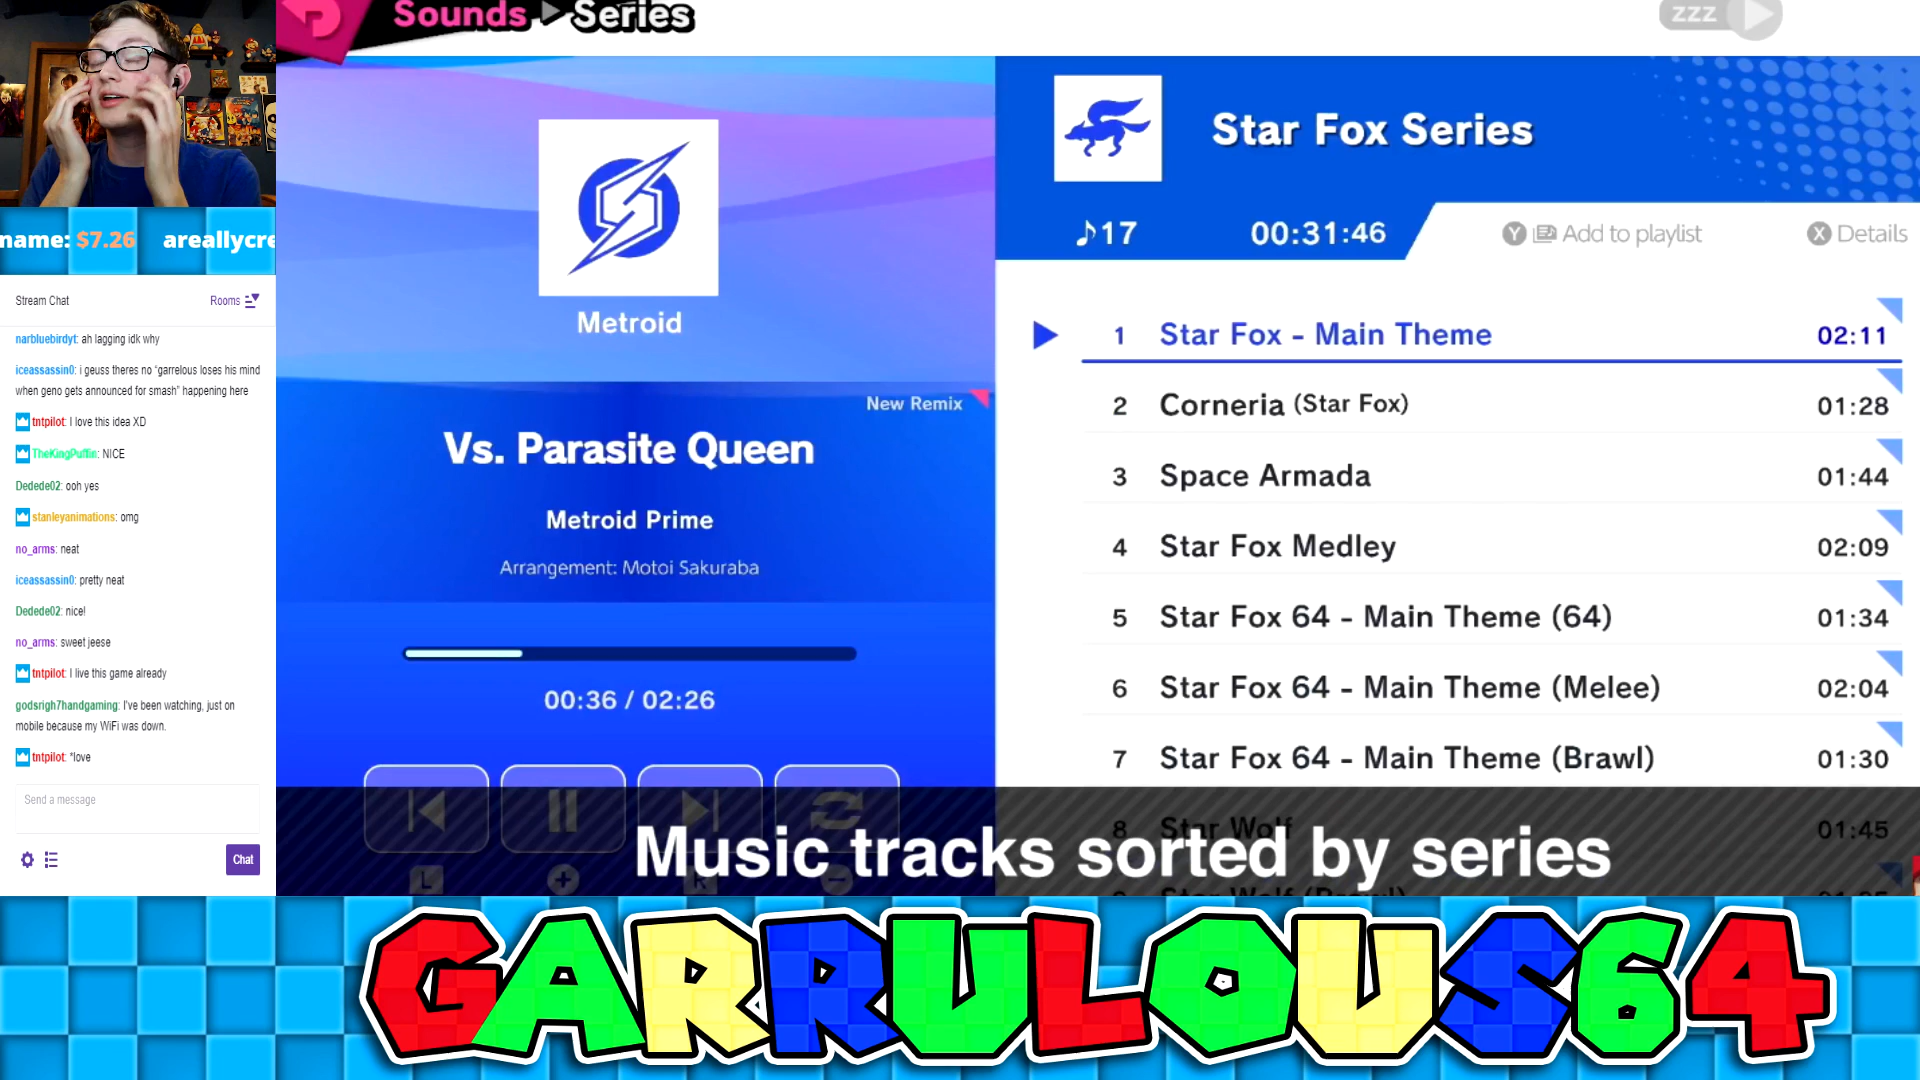 Sounds Series
zzz
name: $7.26 areallycre
Stream Chat
Rooms
narbluebirdyt: ah lagging idk why
iceassassin0: i geuss theres no "garrelous loses his mind
when geno gets announced for smash" happening here
tntpilot: I love this idea XD
TheKingPuffin: NICE
Dedede02: ooh yes
stanleyanimations: omg
no_arms: neat
iceassassin0: pretty neat
Dedede02: nice!
no_arms: sweet jeese
tntpilot: I live this game already
godsrigh7handgaming: I've been watching, just on
mobile because my WiFi was down.
tntpilot: *love
Send a message
Chat
Metroid
New Remix
Vs. Parasite Queen
Metroid Prime
Arrangement: Motoi Sakuraba
00:36 / 02:26
L
R
Star Fox Series
17 00:31:46
Y Add to playlist
X Details
1 Star Fox - Main Theme 02:11
2 Corneria (Star Fox) 01:28
3 Space Armada 01:44
4 Star Fox Medley 02:09
5 Star Fox 64 - Main Theme (64) 01:34
6 Star Fox 64 - Main Theme (Melee) 02:04
7 Star Fox 64 - Main Theme (Brawl) 01:30
8 Star Wolf 01:45
Star Wolf (Brawl)
Music tracks sorted by series
GARRULOUS64